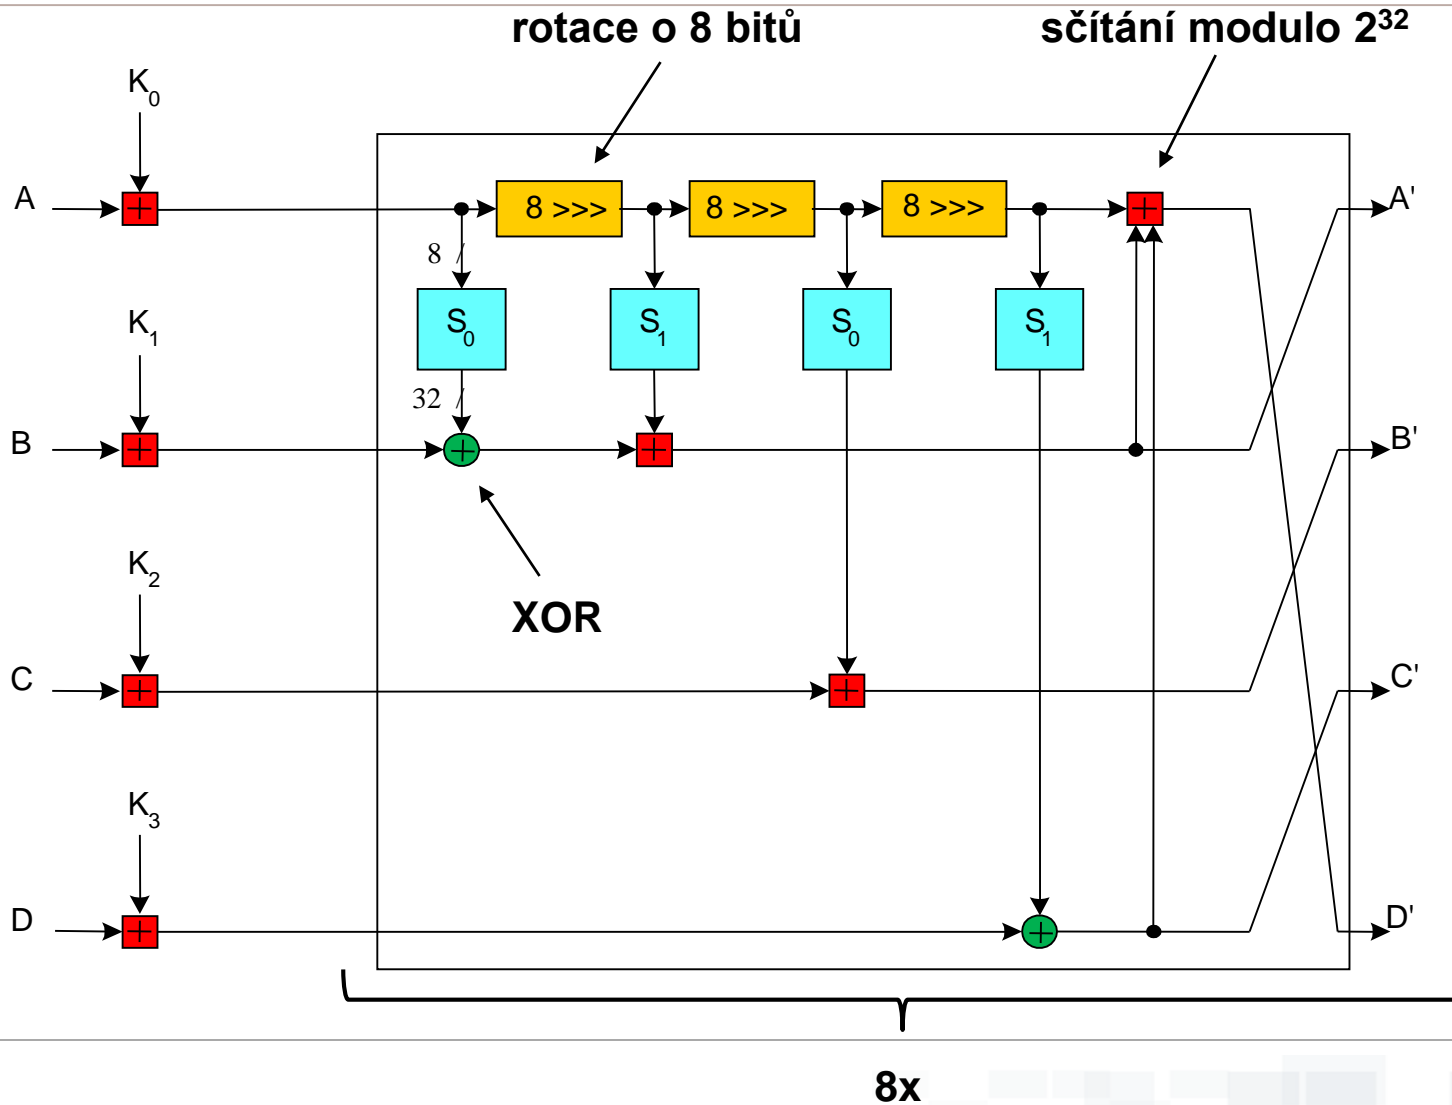 rotace o 8 bitů
sčítání modulo 2³²
K₀
A
8 >>>
8 >>>
8 >>>
A'
8 /
K₁
S₀
S₁
S₀
S₁
32 /
B
B'
K₂
XOR
C
C'
K₃
D
D'
8x